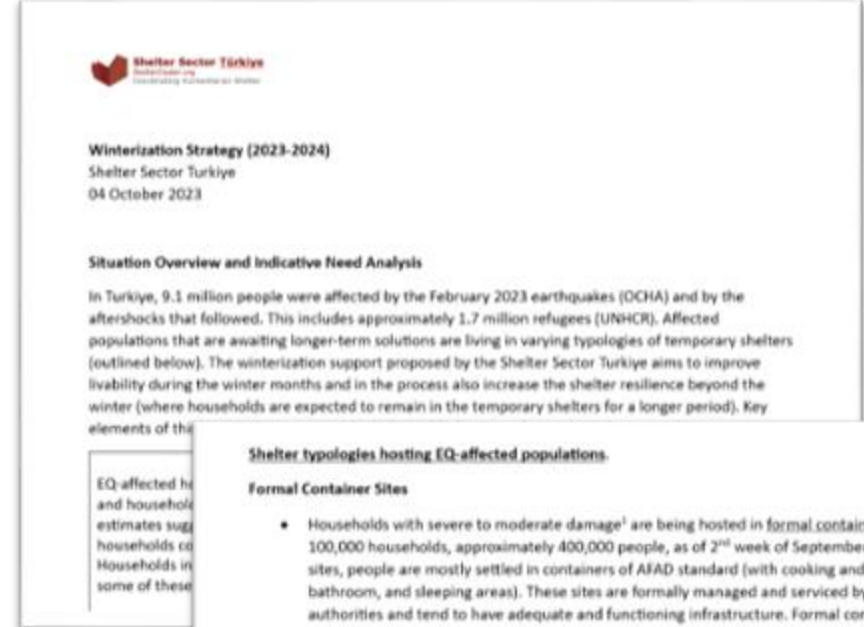 Shelter Sector Türkiye
ShelterCluster.org
Coordinating Humanitarian Shelter
Winterization Strategy (2023-2024)
Shelter Sector Turkiye
04 October 2023
Situation Overview and Indicative Need Analysis
In Turkiye, 9.1 million people were affected by the February 2023 earthquakes (OCHA) and by the
aftershocks that followed. This includes approximately 1.7 million refugees (UNHCR). Affected
populations that are awaiting longer-term solutions are living in varying typologies of temporary shelters
(outlined below). The winterization support proposed by the Shelter Sector Turkiye aims to improve
livability during the winter months and in the process also increase the shelter resilience beyond the
winter (where households are expected to remain in the temporary shelters for a longer period). Key
elements of thi
EQ-affected he
and household
estimates sugg
households co
Households in
some of these
Shelter typologies hosting EQ-affected populations.
Formal Container Sites
• Households with severe to moderate damage¹ are being hosted in formal contain
100,000 households, approximately 400,000 people, as of 2nd week of September
sites, people are mostly settled in containers of AFAD standard (with cooking and
bathroom, and sleeping areas). These sites are formally managed and serviced by
authorities and tend to have adequate and functioning infrastructure. Formal con